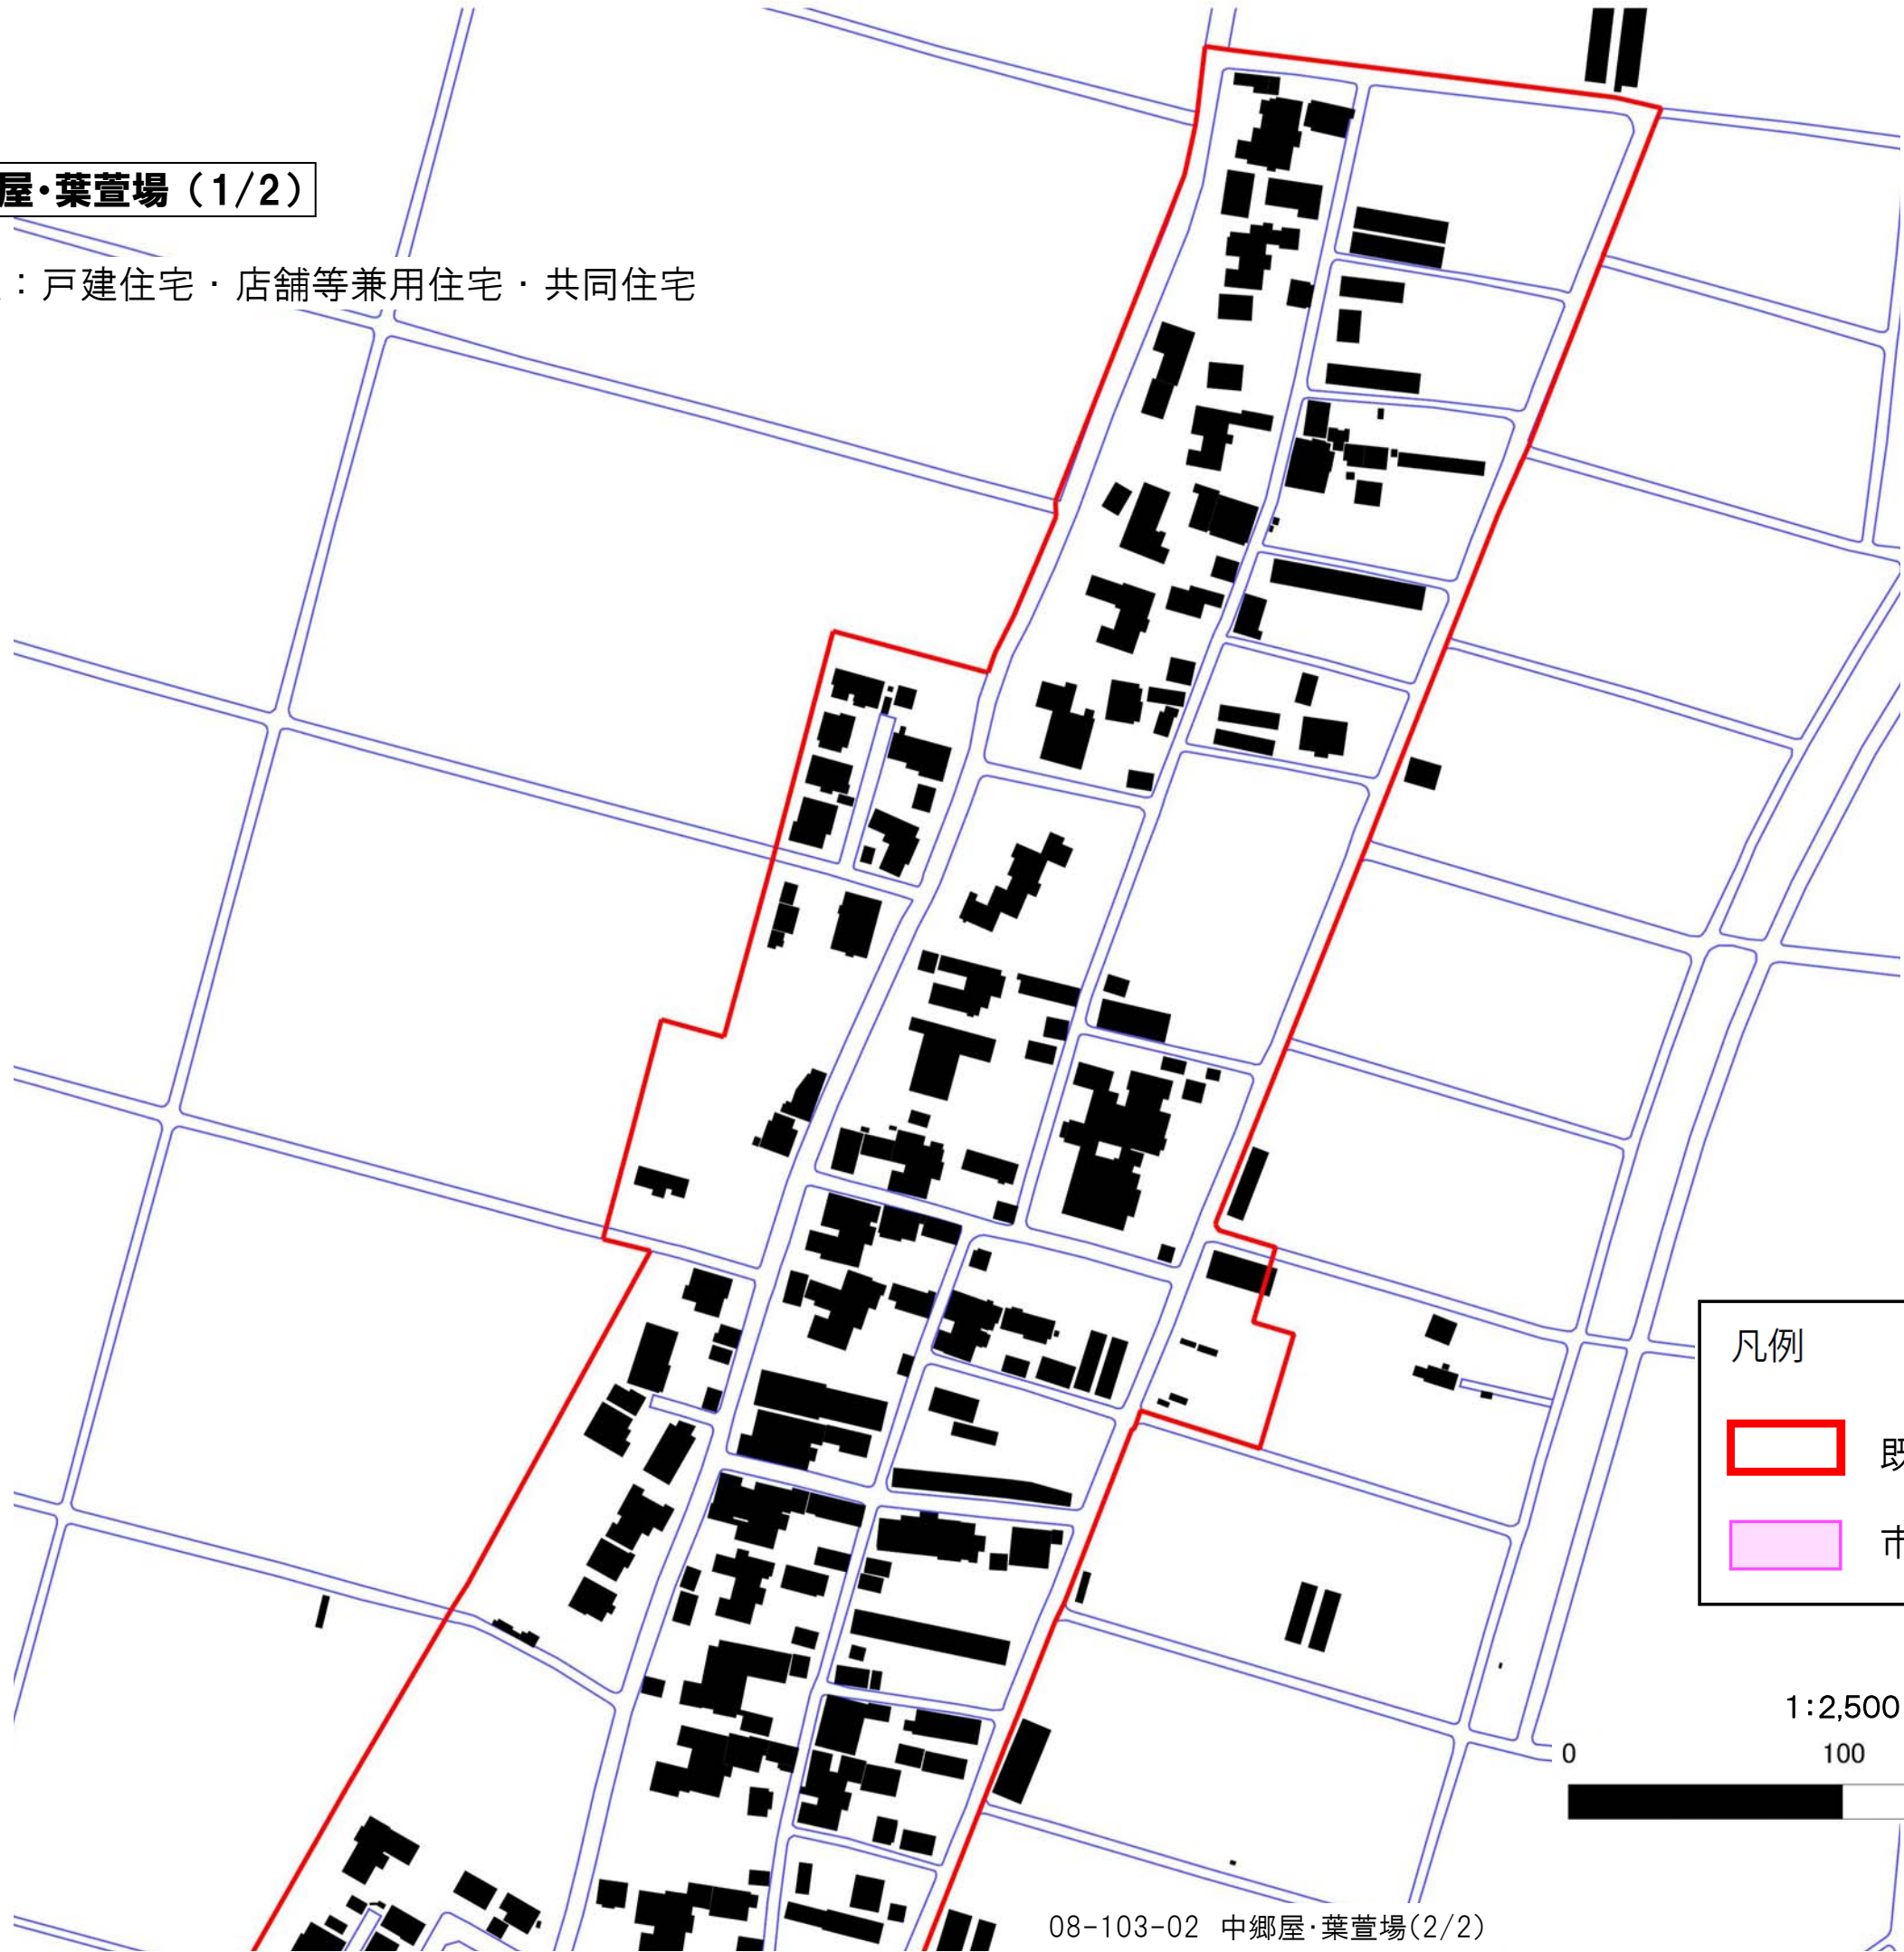 屋・葉萱場（1/2）
：戸建住宅・店舗等兼用住宅・共同住宅
凡例
既
市
1:2,500
0 100
08-103-02 中郷屋・葉萱場(2/2)